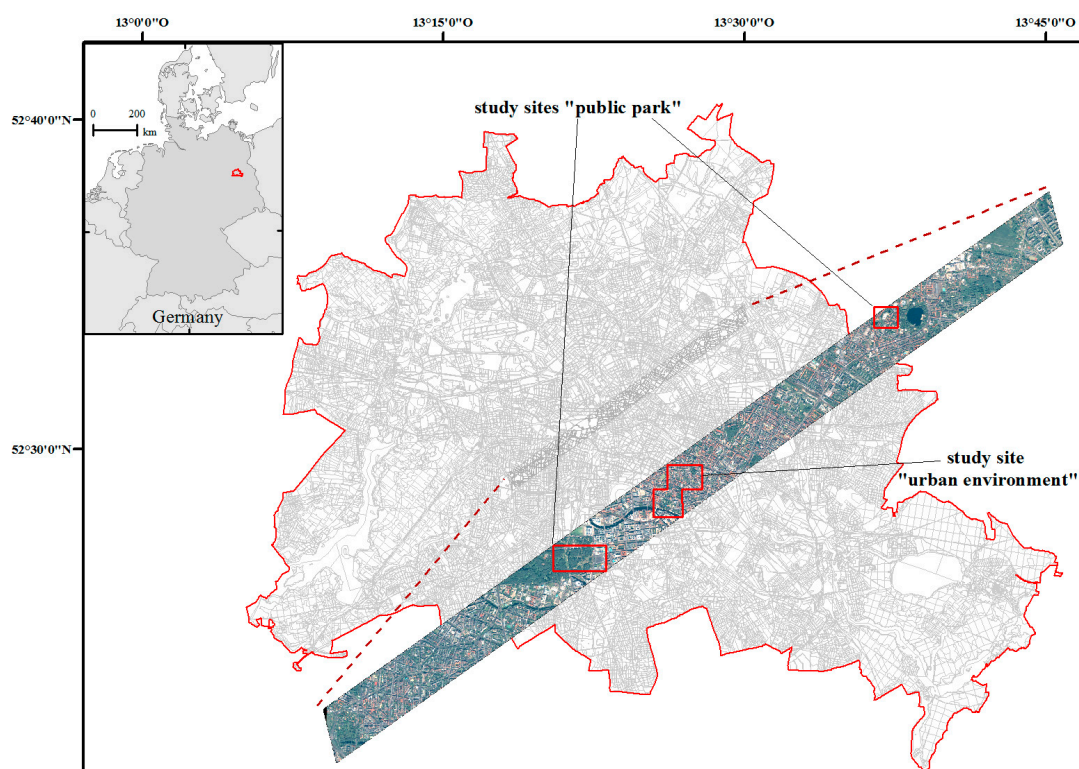 13°0'0"O 13°15'0"O 13°30'0"O 13°45'0"O
52°40'0"N
52°30'0"N
0 200
km
Germany
study sites "public park"
study site
"urban environment"